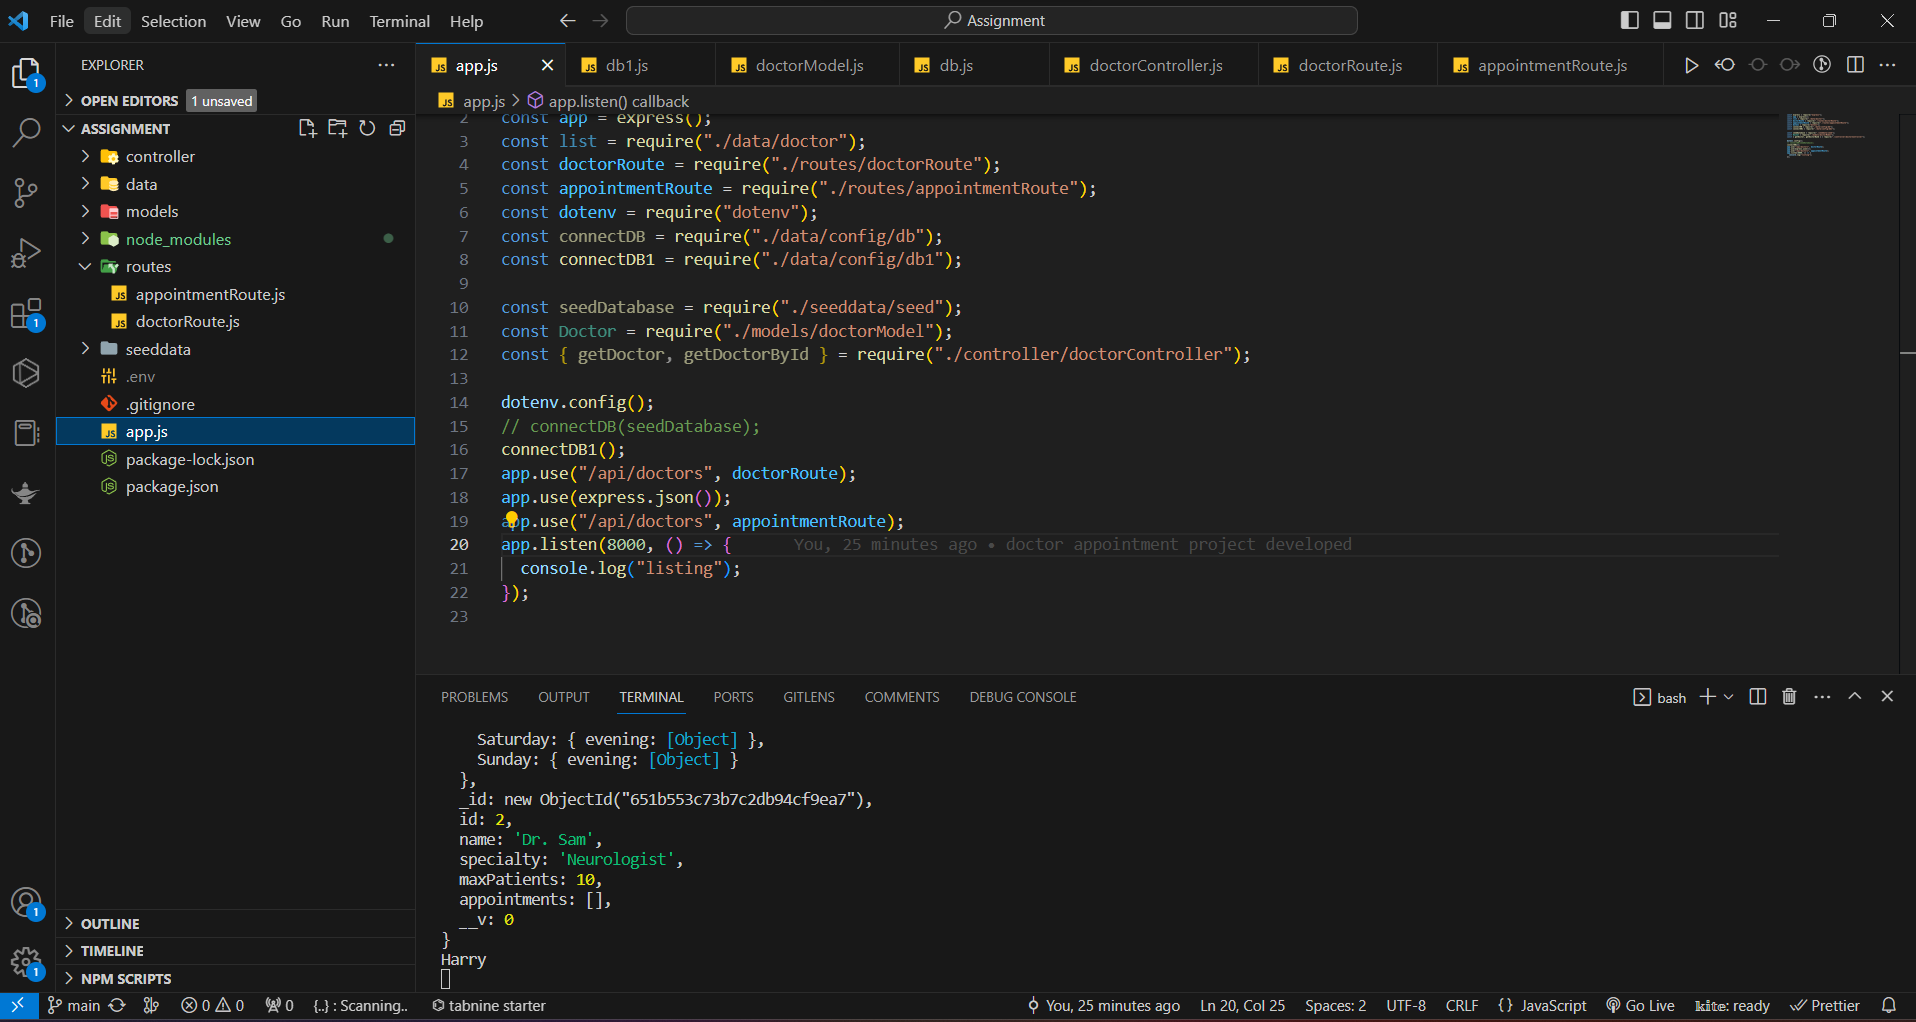 File Edit Selection View Go Run Terminal Help
Assignment
EXPLORER
OPEN EDITORS 1 unsaved
ASSIGNMENT
controller
data
models
node_modules
routes
appointmentRoute.js
doctorRoute.js
seeddata
.env
.gitignore
app.js
package-lock.json
package.json
OUTLINE
TIMELINE
NPM SCRIPTS
1
1
1
1
app.js db1.js doctorModel.js db.js doctorController.js doctorRoute.js appointmentRoute.js
app.js > app.listen() callback
2 const app = express();
3 const list = require("./data/doctor");
4 const doctorRoute = require("./routes/doctorRoute");
5 const appointmentRoute = require("./routes/appointmentRoute");
6 const dotenv = require("dotenv");
7 const connectDB = require("./data/config/db");
8 const connectDB1 = require("./data/config/db1");
9
10 const seedDatabase = require("./seeddata/seed");
11 const Doctor = require("./models/doctorModel");
12 const { getDoctor, getDoctorById } = require("./controller/doctorController");
13
14 dotenv.config();
15 // connectDB(seedDatabase);
16 connectDB1();
17 app.use("/api/doctors", doctorRoute);
18 app.use(express.json());
19 app.use("/api/doctors", appointmentRoute);
20 app.listen(8000, () => { You, 25 minutes ago • doctor appointment project developed
21 console.log("listing");
22 });
23
PROBLEMS OUTPUT TERMINAL PORTS GITLENS COMMENTS DEBUG CONSOLE
bash
Saturday: { evening: [Object] },
Sunday: { evening: [Object] }
},
_id: new ObjectId("651b553c73b7c2db94cf9ea7"),
id: 2,
name: 'Dr. Sam',
specialty: 'Neurologist',
maxPatients: 10,
appointments: [],
__v: 0
}
Harry
main 0 0 0 {..} : Scanning.. tabnine starter You, 25 minutes ago Ln 20, Col 25 Spaces: 2 UTF-8 CRLF {} JavaScript Go Live kite: ready Prettier